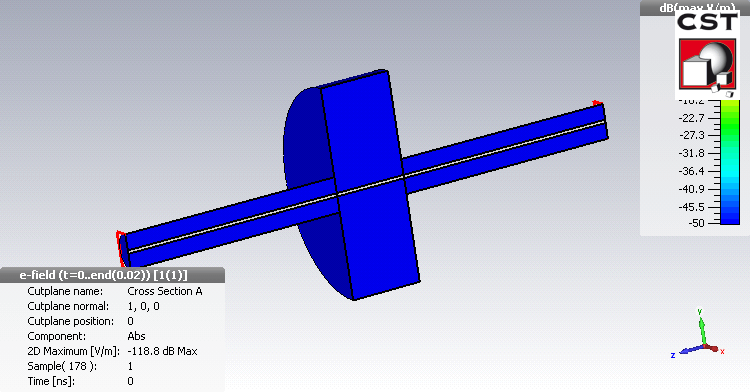 dB(max V/m)
CST
-18.2
-22.7
-27.3
-31.8
-36.4
-40.9
-45.5
-50
e-field (t=0..end(0.02)) [1(1)]
Cutplane name: Cross Section A
Cutplane normal: 1, 0, 0
Cutplane position: 0
Component: Abs
2D Maximum [V/m]: -118.8 dB Max
Sample( 178 ): 1
Time [ns]: 0
y
z
x